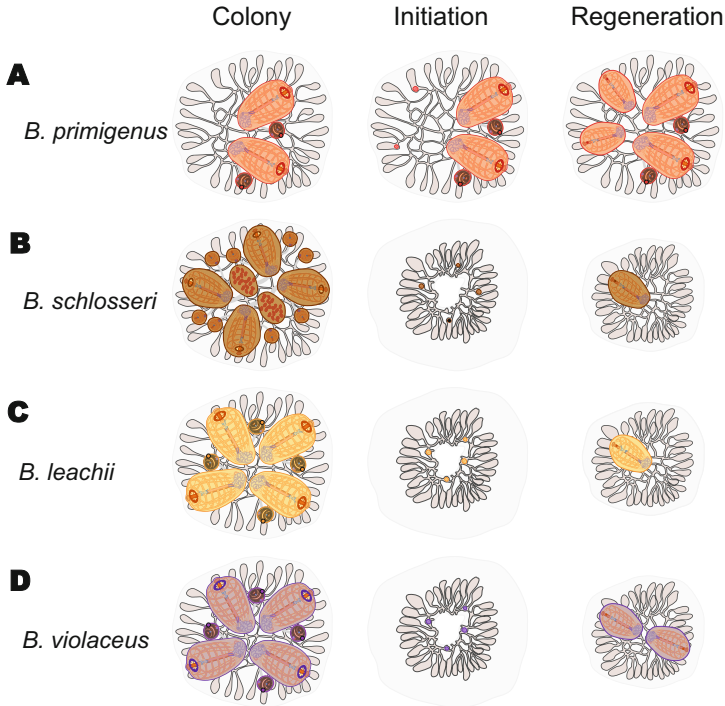 Colony Initiation Regeneration
A
B. primigenus
B
B. schlosseri
C
B. leachii
D
B. violaceus